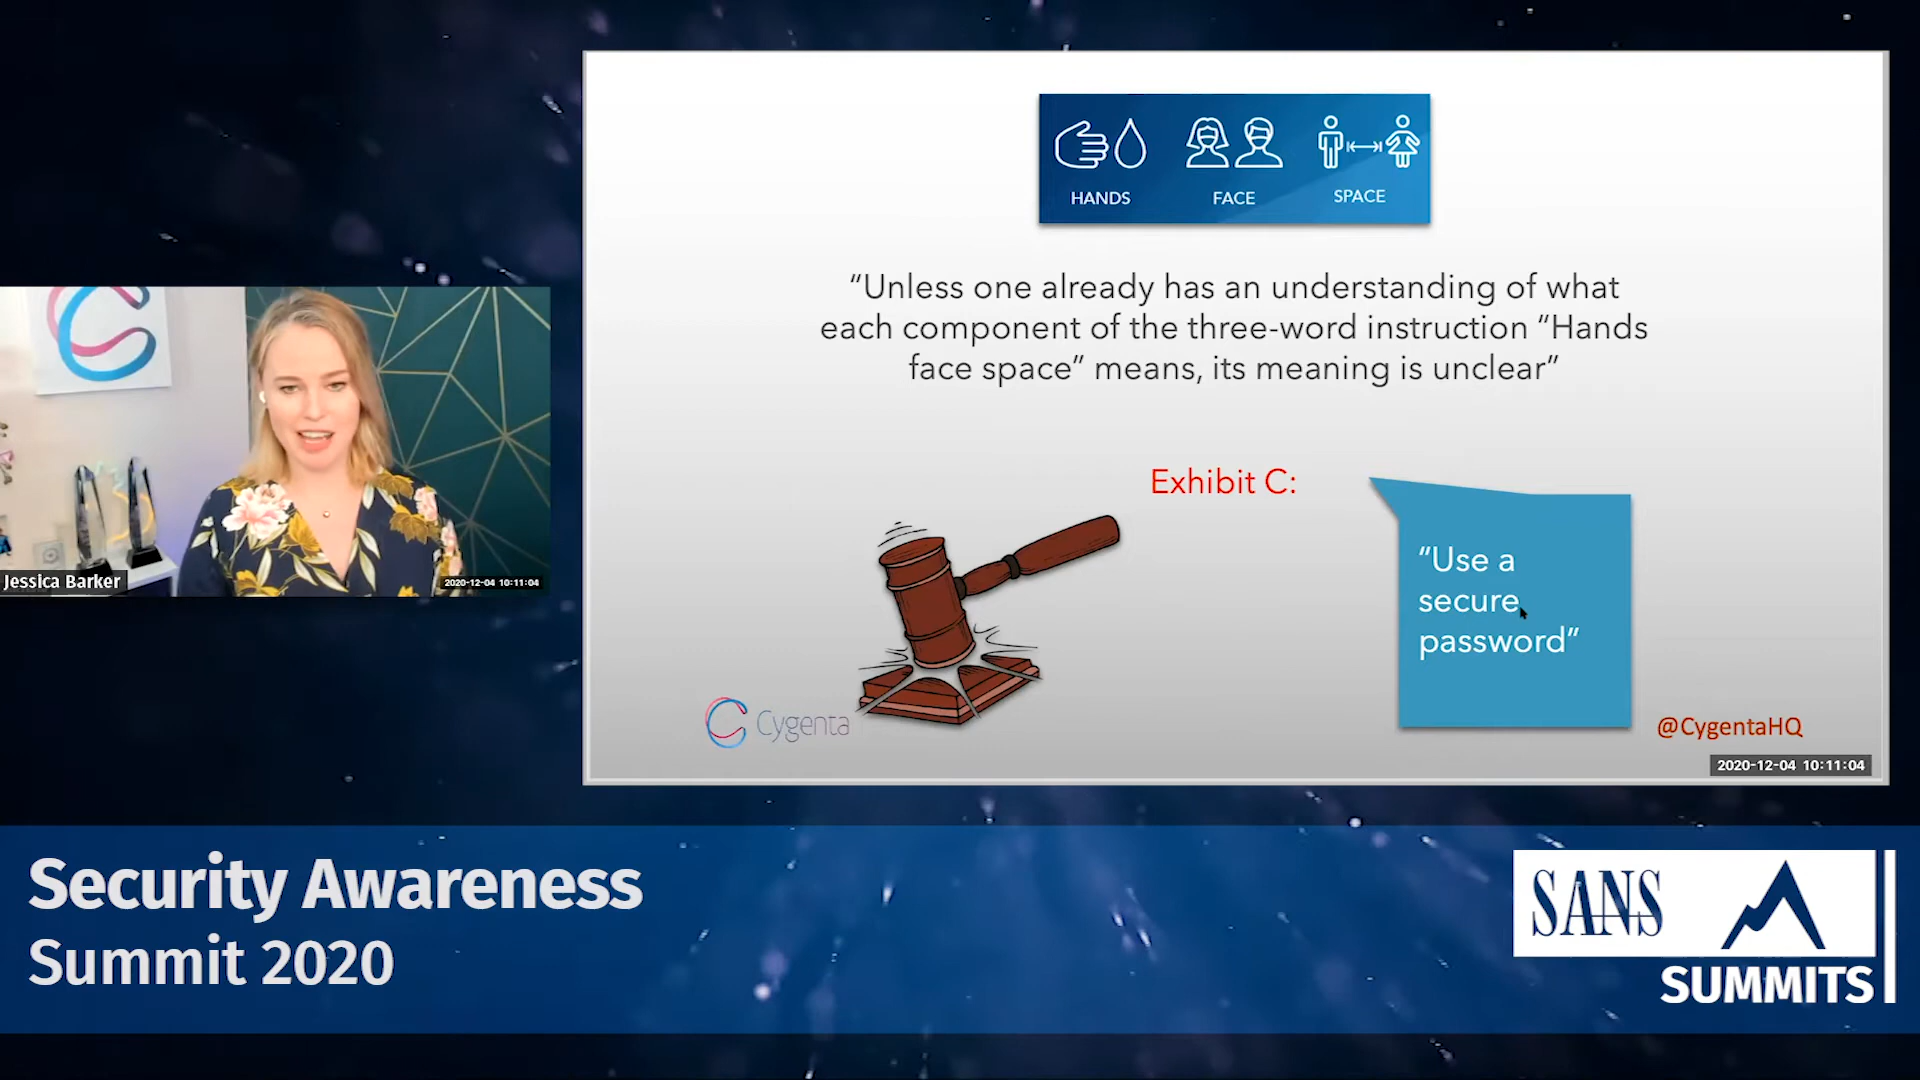 HANDS
FACE
SPACE
“Unless one already has an understanding of what
each component of the three-word instruction “Hands
face space” means, its meaning is unclear”
Exhibit C:
“Use a
secure
password”
Cygenta
@CygentaHQ
2020-12-04 10:11:04
Jessica Barker
2020-12-04 10:11:04
Security Awareness
Summit 2020
SANS
SUMMITS